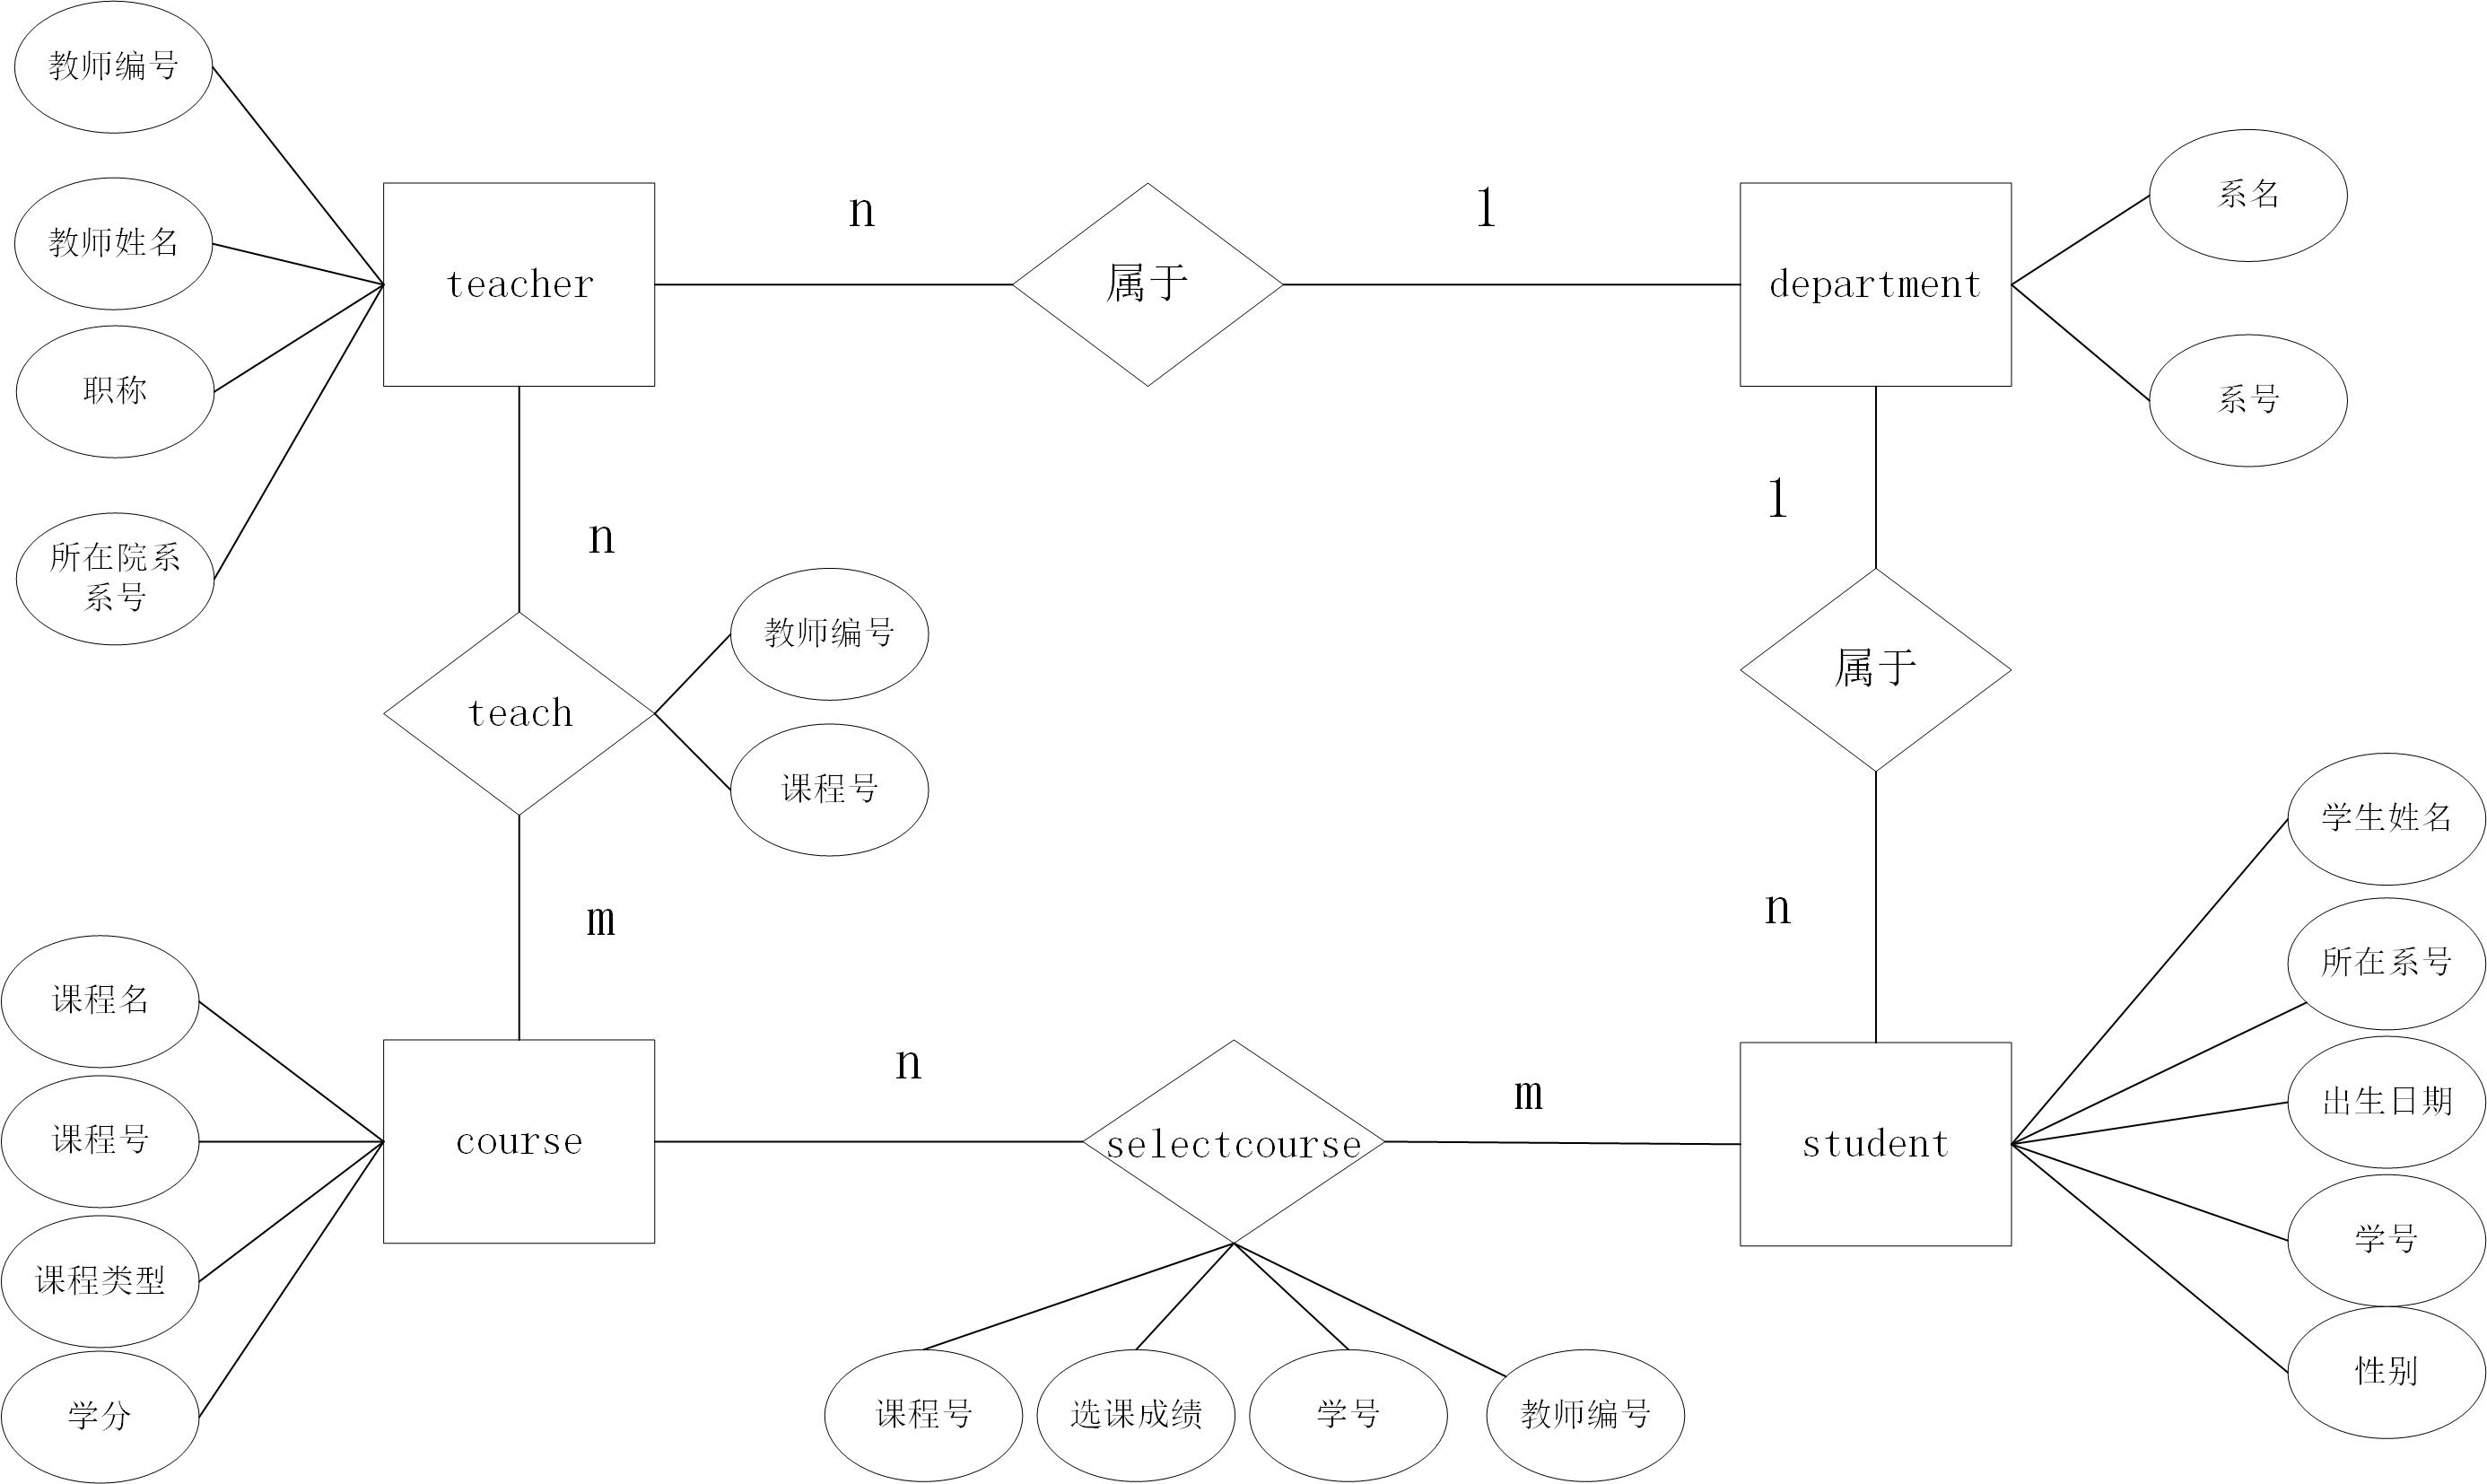 教师编号
教师姓名
职称
所在院系
系号
teacher
n
属于
1
department
系名
系号
n
1
教师编号
课程号
teach
属于
m
n
学生姓名
所在系号
出生日期
学号
性别
课程名
课程号
课程类型
学分
course
n
selectcourse
m
student
课程号
选课成绩
学号
教师编号